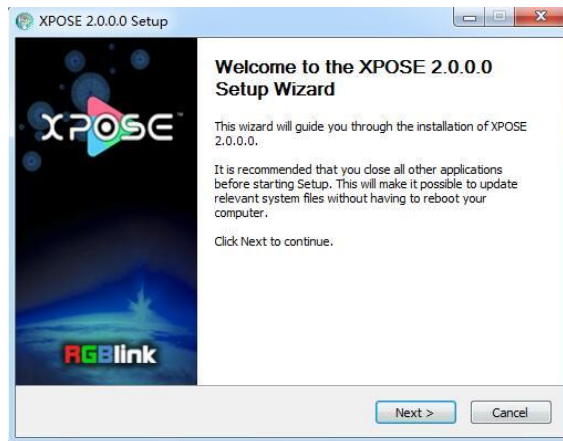 XPOSE 2.0.0.0 Setup
XPOSE™
RGBlink
Welcome to the XPOSE 2.0.0.0
Setup Wizard
This wizard will guide you through the installation of XPOSE
2.0.0.0.
It is recommended that you close all other applications
before starting Setup. This will make it possible to update
relevant system files without having to reboot your
computer.
Click Next to continue.
Next >
Cancel